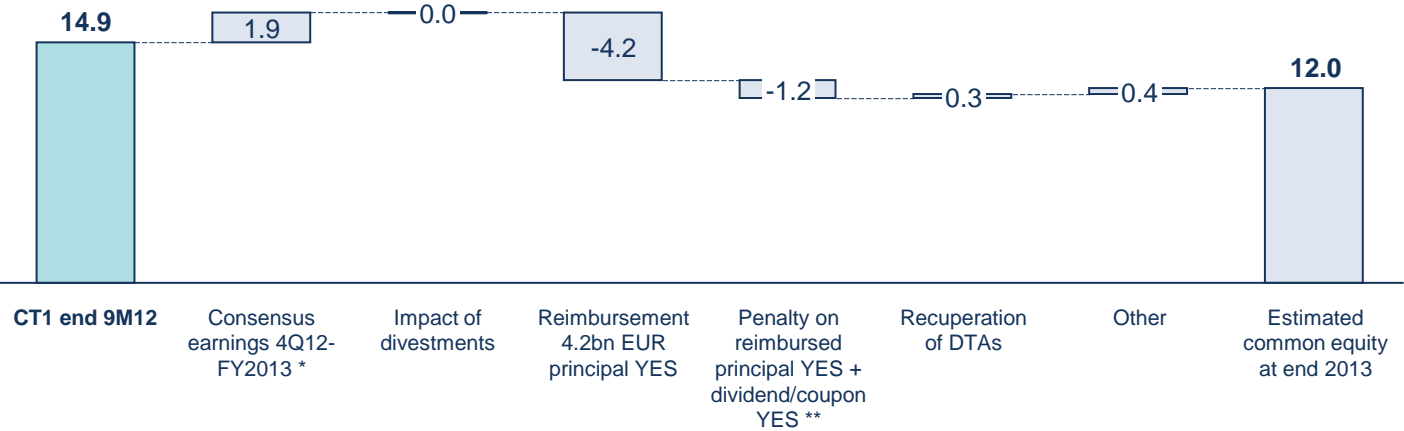 14.9
1.9
0.0
-4.2
-1.2
0.3
0.4
12.0
CT1 end 9M12
Consensus
earnings 4Q12-
FY2013 *
Impact of
divestments
Reimbursement
4.2bn EUR
principal YES
Penalty on
reimbursed
principal YES +
dividend/coupon
YES **
Recuperation
of DTAs
Other
Estimated
common equity
at end 2013